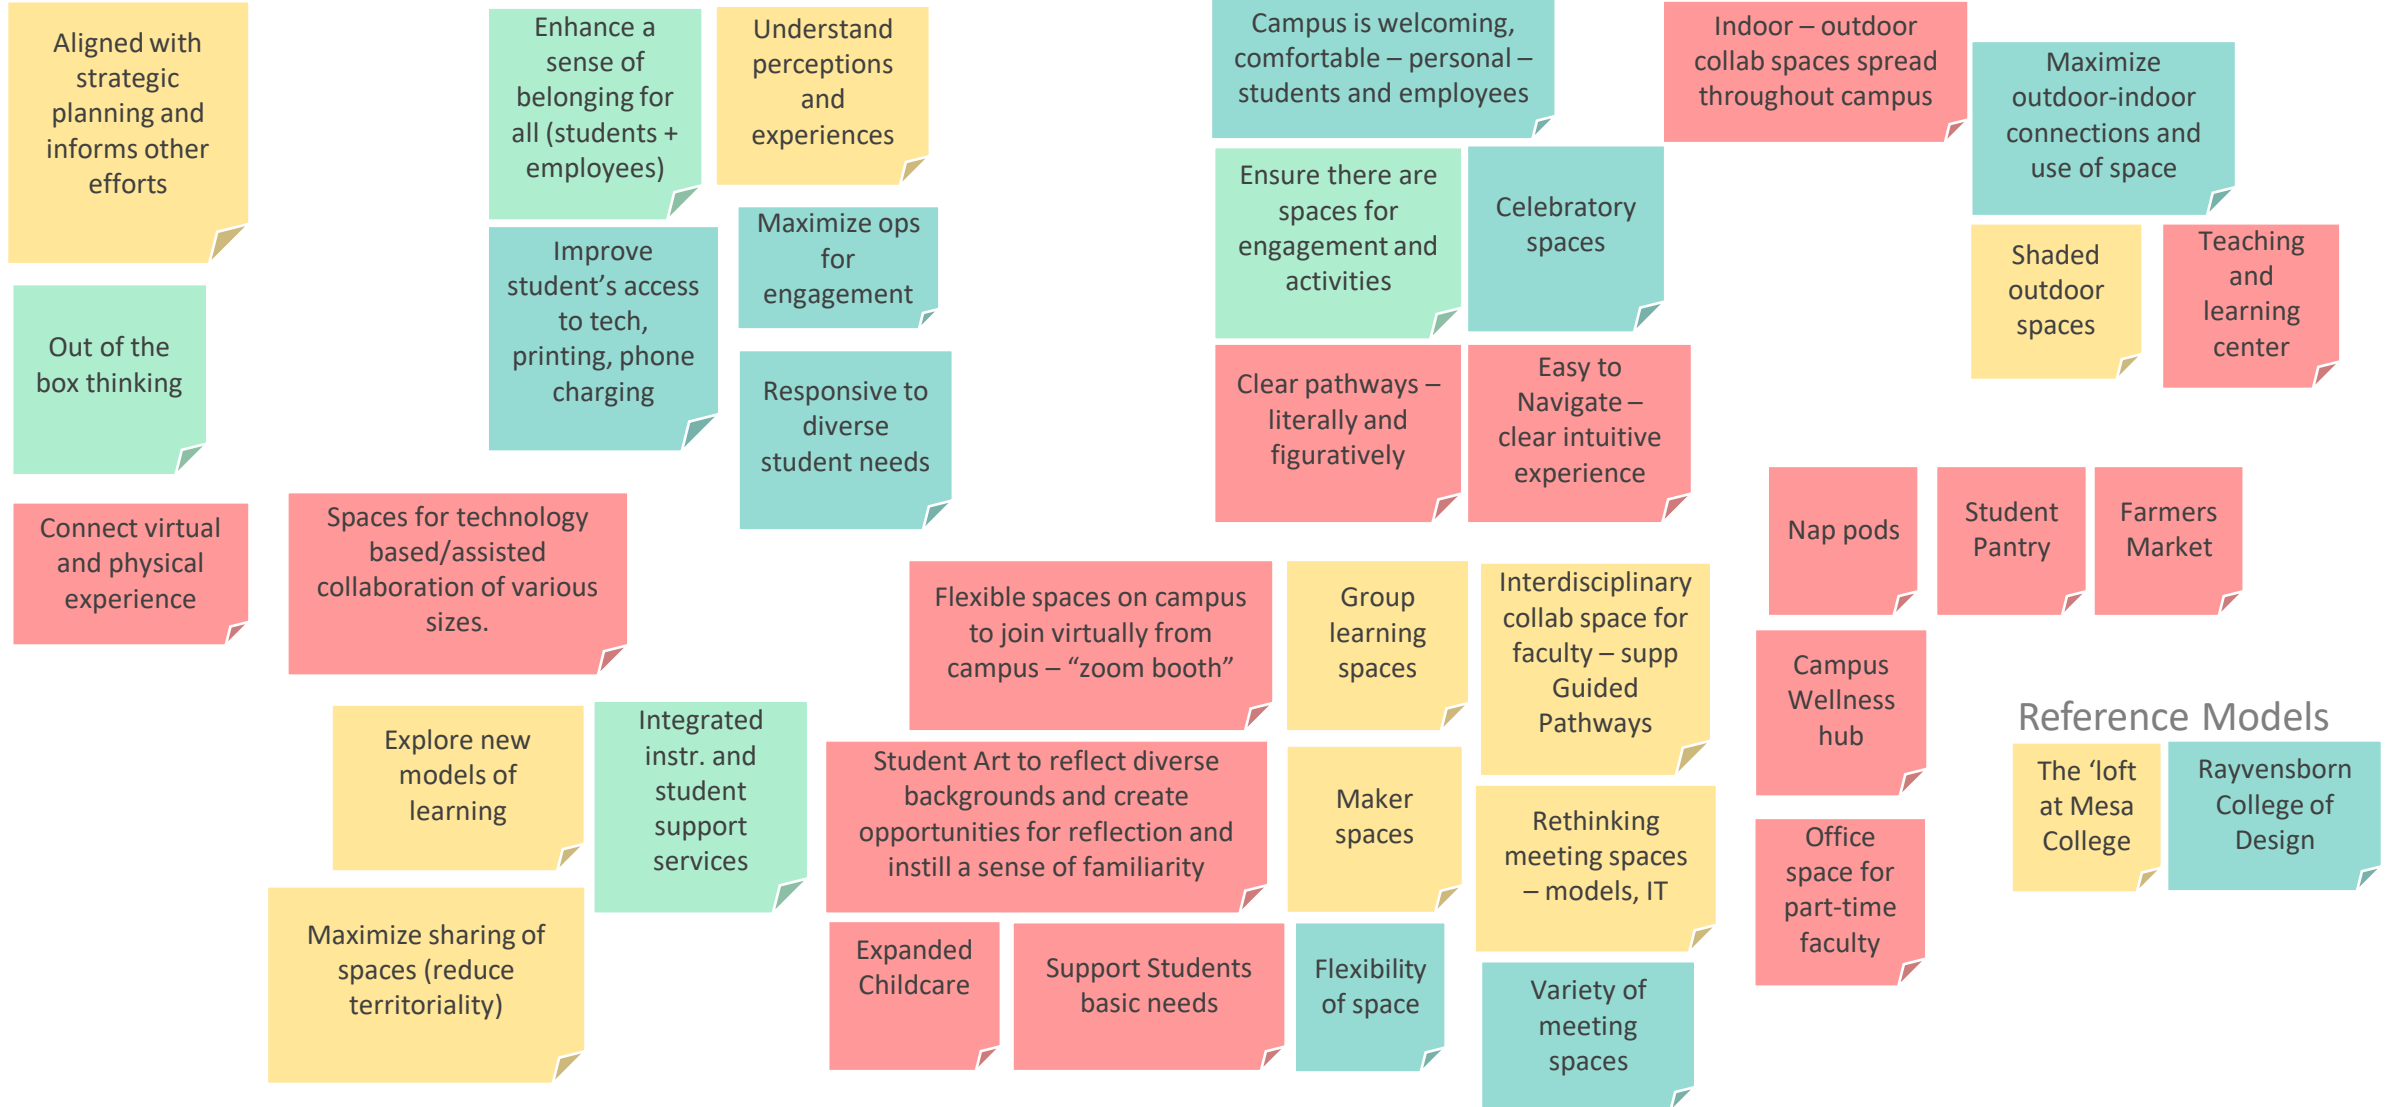 Aligned with
strategic
planning and
informs other
efforts
Out of the
box thinking
Connect virtual
and physical
experience
Enhance a
sense of
belonging for
all (students +
employees)
Understand
perceptions
and
experiences
Improve
student’s access
to tech,
printing, phone
charging
Maximize ops
for
engagement
Responsive to
diverse
student needs
Spaces for technology
based/assisted
collaboration of various
sizes.
Explore new
models of
learning
Integrated
instr. and
student
support
services
Maximize sharing of
spaces (reduce
territoriality)
Campus is welcoming,
comfortable – personal –
students and employees
Ensure there are
spaces for
engagement and
activities
Celebratory
spaces
Clear pathways –
literally and
figuratively
Easy to
Navigate –
clear intuitive
experience
Indoor – outdoor
collab spaces spread
throughout campus
Maximize
outdoor-indoor
connections and
use of space
Shaded
outdoor
spaces
Teaching
and
learning
center
Flexible spaces on campus
to join virtually from
campus – “zoom booth”
Group
learning
spaces
Interdisciplinary
collab space for
faculty – supp
Guided
Pathways
Student Art to reflect diverse
backgrounds and create
opportunities for reflection and
instill a sense of familiarity
Maker
spaces
Rethinking
meeting spaces
– models, IT
Expanded
Childcare
Support Students
basic needs
Flexibility
of space
Variety of
meeting
spaces
Nap pods
Student
Pantry
Farmers
Market
Campus
Wellness
hub
Office
space for
part-time
faculty
Reference Models
The ‘loft
at Mesa
College
Rayvensborn
College of
Design